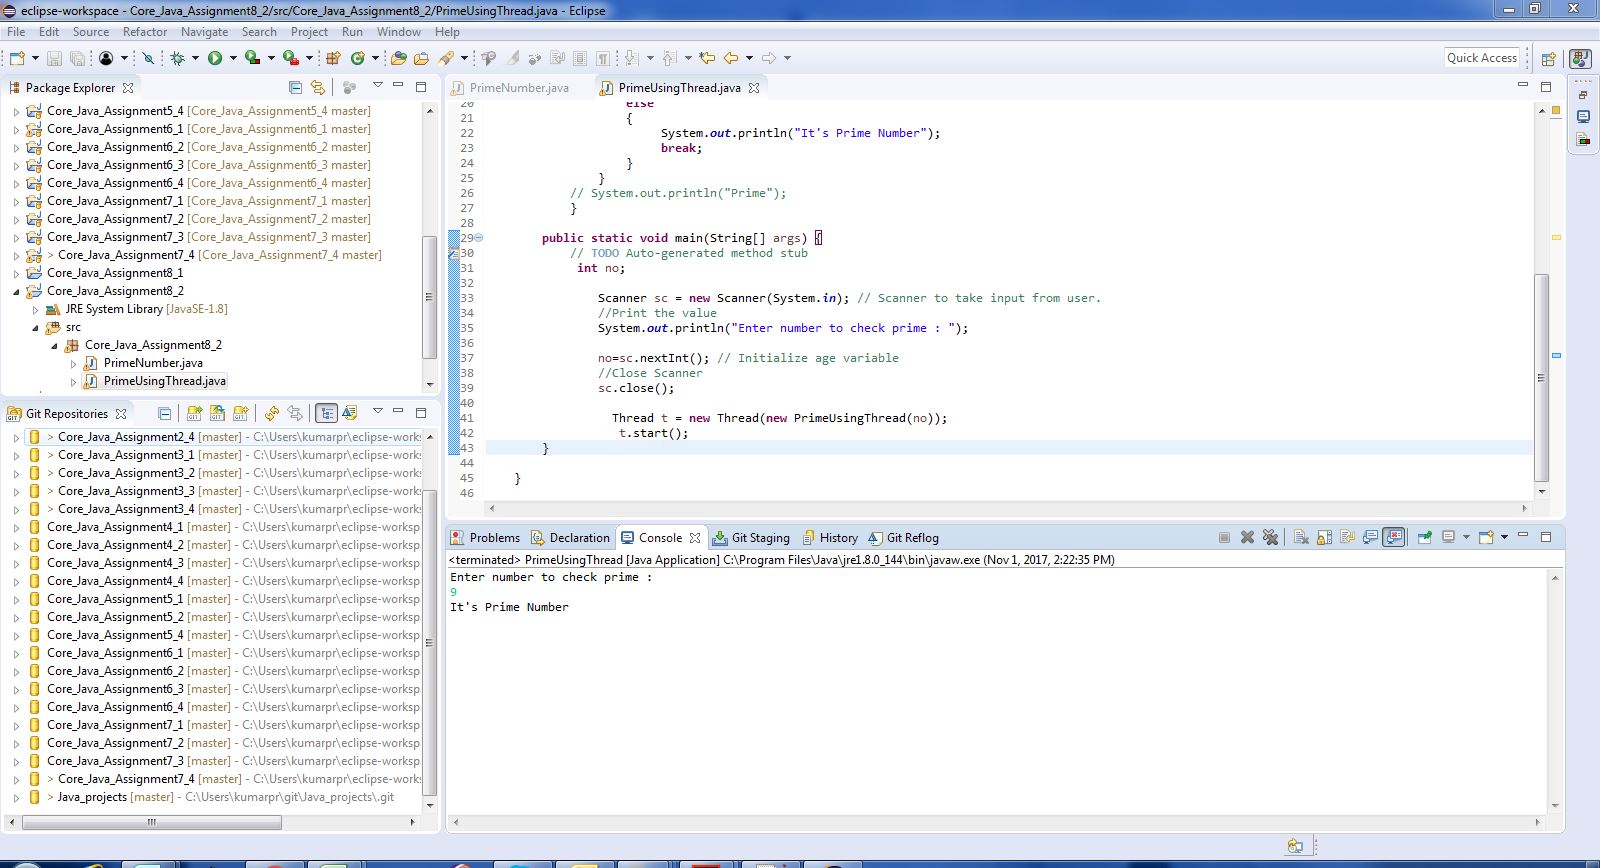 eclipse-workspace - Core_Java_Assignment8_2/src/Core_Java_Assignment8_2/PrimeUsingThread.java - Eclipse
File Edit Source Refactor Navigate Search Project Run Window Help
Quick Access
Package Explorer
Core_Java_Assignment5_4 [Core_Java_Assignment5_4 master]
Core_Java_Assignment6_1 [Core_Java_Assignment6_1 master]
Core_Java_Assignment6_2 [Core_Java_Assignment6_2 master]
Core_Java_Assignment6_3 [Core_Java_Assignment6_3 master]
Core_Java_Assignment6_4 [Core_Java_Assignment6_4 master]
Core_Java_Assignment7_1 [Core_Java_Assignment7_1 master]
Core_Java_Assignment7_2 [Core_Java_Assignment7_2 master]
Core_Java_Assignment7_3 [Core_Java_Assignment7_3 master]
> Core_Java_Assignment7_4 [Core_Java_Assignment7_4 master]
Core_Java_Assignment8_1
Core_Java_Assignment8_2
JRE System Library [JavaSE-1.8]
src
Core_Java_Assignment8_2
PrimeNumber.java
PrimeUsingThread.java
Git Repositories
> Core_Java_Assignment2_4 [master] - C:\Users\kumarpr\eclipse-works
> Core_Java_Assignment3_1 [master] - C:\Users\kumarpr\eclipse-works
> Core_Java_Assignment3_2 [master] - C:\Users\kumarpr\eclipse-works
> Core_Java_Assignment3_3 [master] - C:\Users\kumarpr\eclipse-works
> Core_Java_Assignment3_4 [master] - C:\Users\kumarpr\eclipse-works
Core_Java_Assignment4_1 [master] - C:\Users\kumarpr\eclipse-worksp
Core_Java_Assignment4_2 [master] - C:\Users\kumarpr\eclipse-worksp
Core_Java_Assignment4_3 [master] - C:\Users\kumarpr\eclipse-worksp
Core_Java_Assignment4_4 [master] - C:\Users\kumarpr\eclipse-worksp
Core_Java_Assignment5_1 [master] - C:\Users\kumarpr\eclipse-worksp
Core_Java_Assignment5_2 [master] - C:\Users\kumarpr\eclipse-worksp
Core_Java_Assignment5_4 [master] - C:\Users\kumarpr\eclipse-worksp
Core_Java_Assignment6_1 [master] - C:\Users\kumarpr\eclipse-worksp
Core_Java_Assignment6_2 [master] - C:\Users\kumarpr\eclipse-worksp
Core_Java_Assignment6_3 [master] - C:\Users\kumarpr\eclipse-worksp
Core_Java_Assignment6_4 [master] - C:\Users\kumarpr\eclipse-worksp
Core_Java_Assignment7_1 [master] - C:\Users\kumarpr\eclipse-worksp
Core_Java_Assignment7_2 [master] - C:\Users\kumarpr\eclipse-worksp
Core_Java_Assignment7_3 [master] - C:\Users\kumarpr\eclipse-worksp
> Core_Java_Assignment7_4 [master] - C:\Users\kumarpr\eclipse-works
> Java_projects [master] - C:\Users\kumarpr\git\Java_projects\.git
PrimeNumber.java PrimeUsingThread.java
20 else
21 {
22 System.out.println("It's Prime Number");
23 break;
24 }
25 }
26 // System.out.println("Prime");
27 }
28
29 public static void main(String[] args) {
30 // TODO Auto-generated method stub
31 int no;
32
33 Scanner sc = new Scanner(System.in); // Scanner to take input from user.
34 //Print the value
35 System.out.println("Enter number to check prime : ");
36
37 no=sc.nextInt(); // Initialize age variable
38 //Close Scanner
39 sc.close();
40
41 Thread t = new Thread(new PrimeUsingThread(no));
42 t.start();
43 }
44
45 }
46
Problems Declaration Console Git Staging History Git Reflog
<terminated> PrimeUsingThread [Java Application] C:\Program Files\Java\jre1.8.0_144\bin\javaw.exe (Nov 1, 2017, 2:22:35 PM)
Enter number to check prime :
9
It's Prime Number